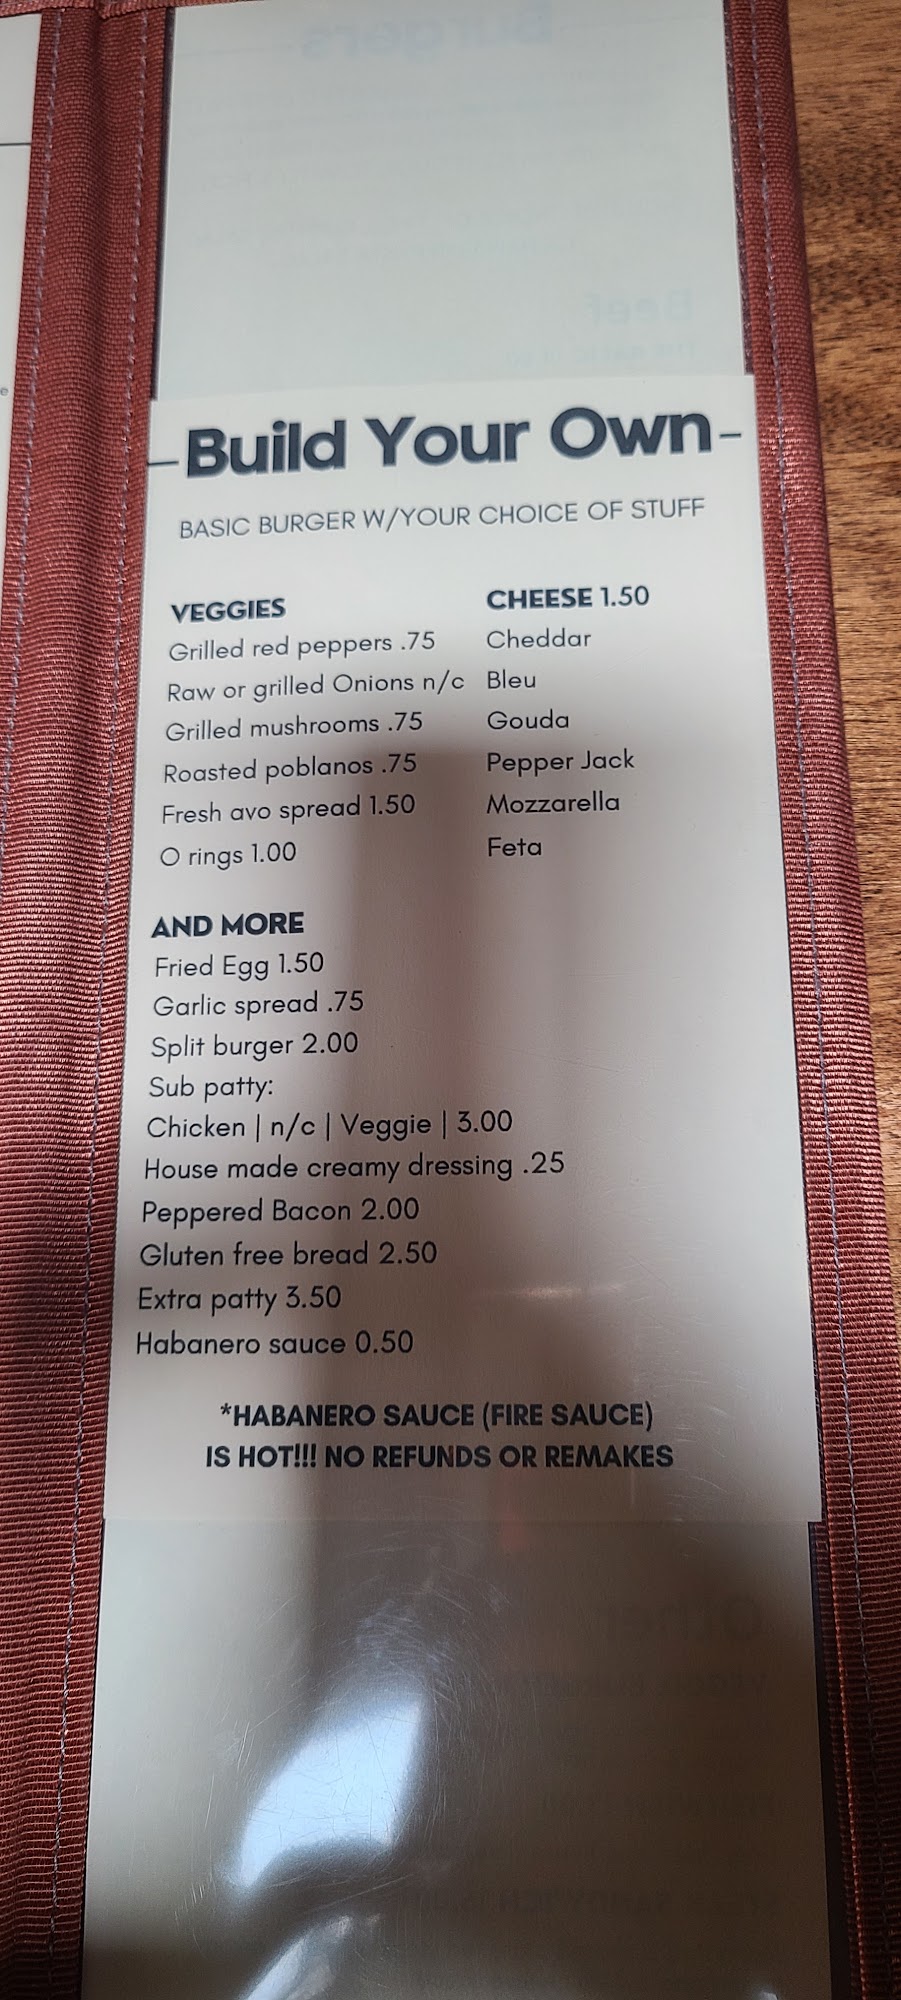 Build Your Own
BASIC BURGER W/YOUR CHOICE OF STUFF
VEGGIES
Grilled red peppers .75
Raw or grilled Onions n/c
Grilled mushrooms .75
Roasted poblanos .75
Fresh avo spread 1.50
O rings 1.00
CHEESE 1.50
Cheddar
Bleu
Gouda
Pepper Jack
Mozzarella
Feta
AND MORE
Fried Egg 1.50
Garlic spread .75
Split burger 2.00
Sub patty:
Chicken | n/c | Veggie | 3.00
House made creamy dressing .25
Peppered Bacon 2.00
Gluten free bread 2.50
Extra patty 3.50
Habanero sauce 0.50
*HABANERO SAUCE (FIRE SAUCE)
IS HOT!!! NO REFUNDS OR REMAKES